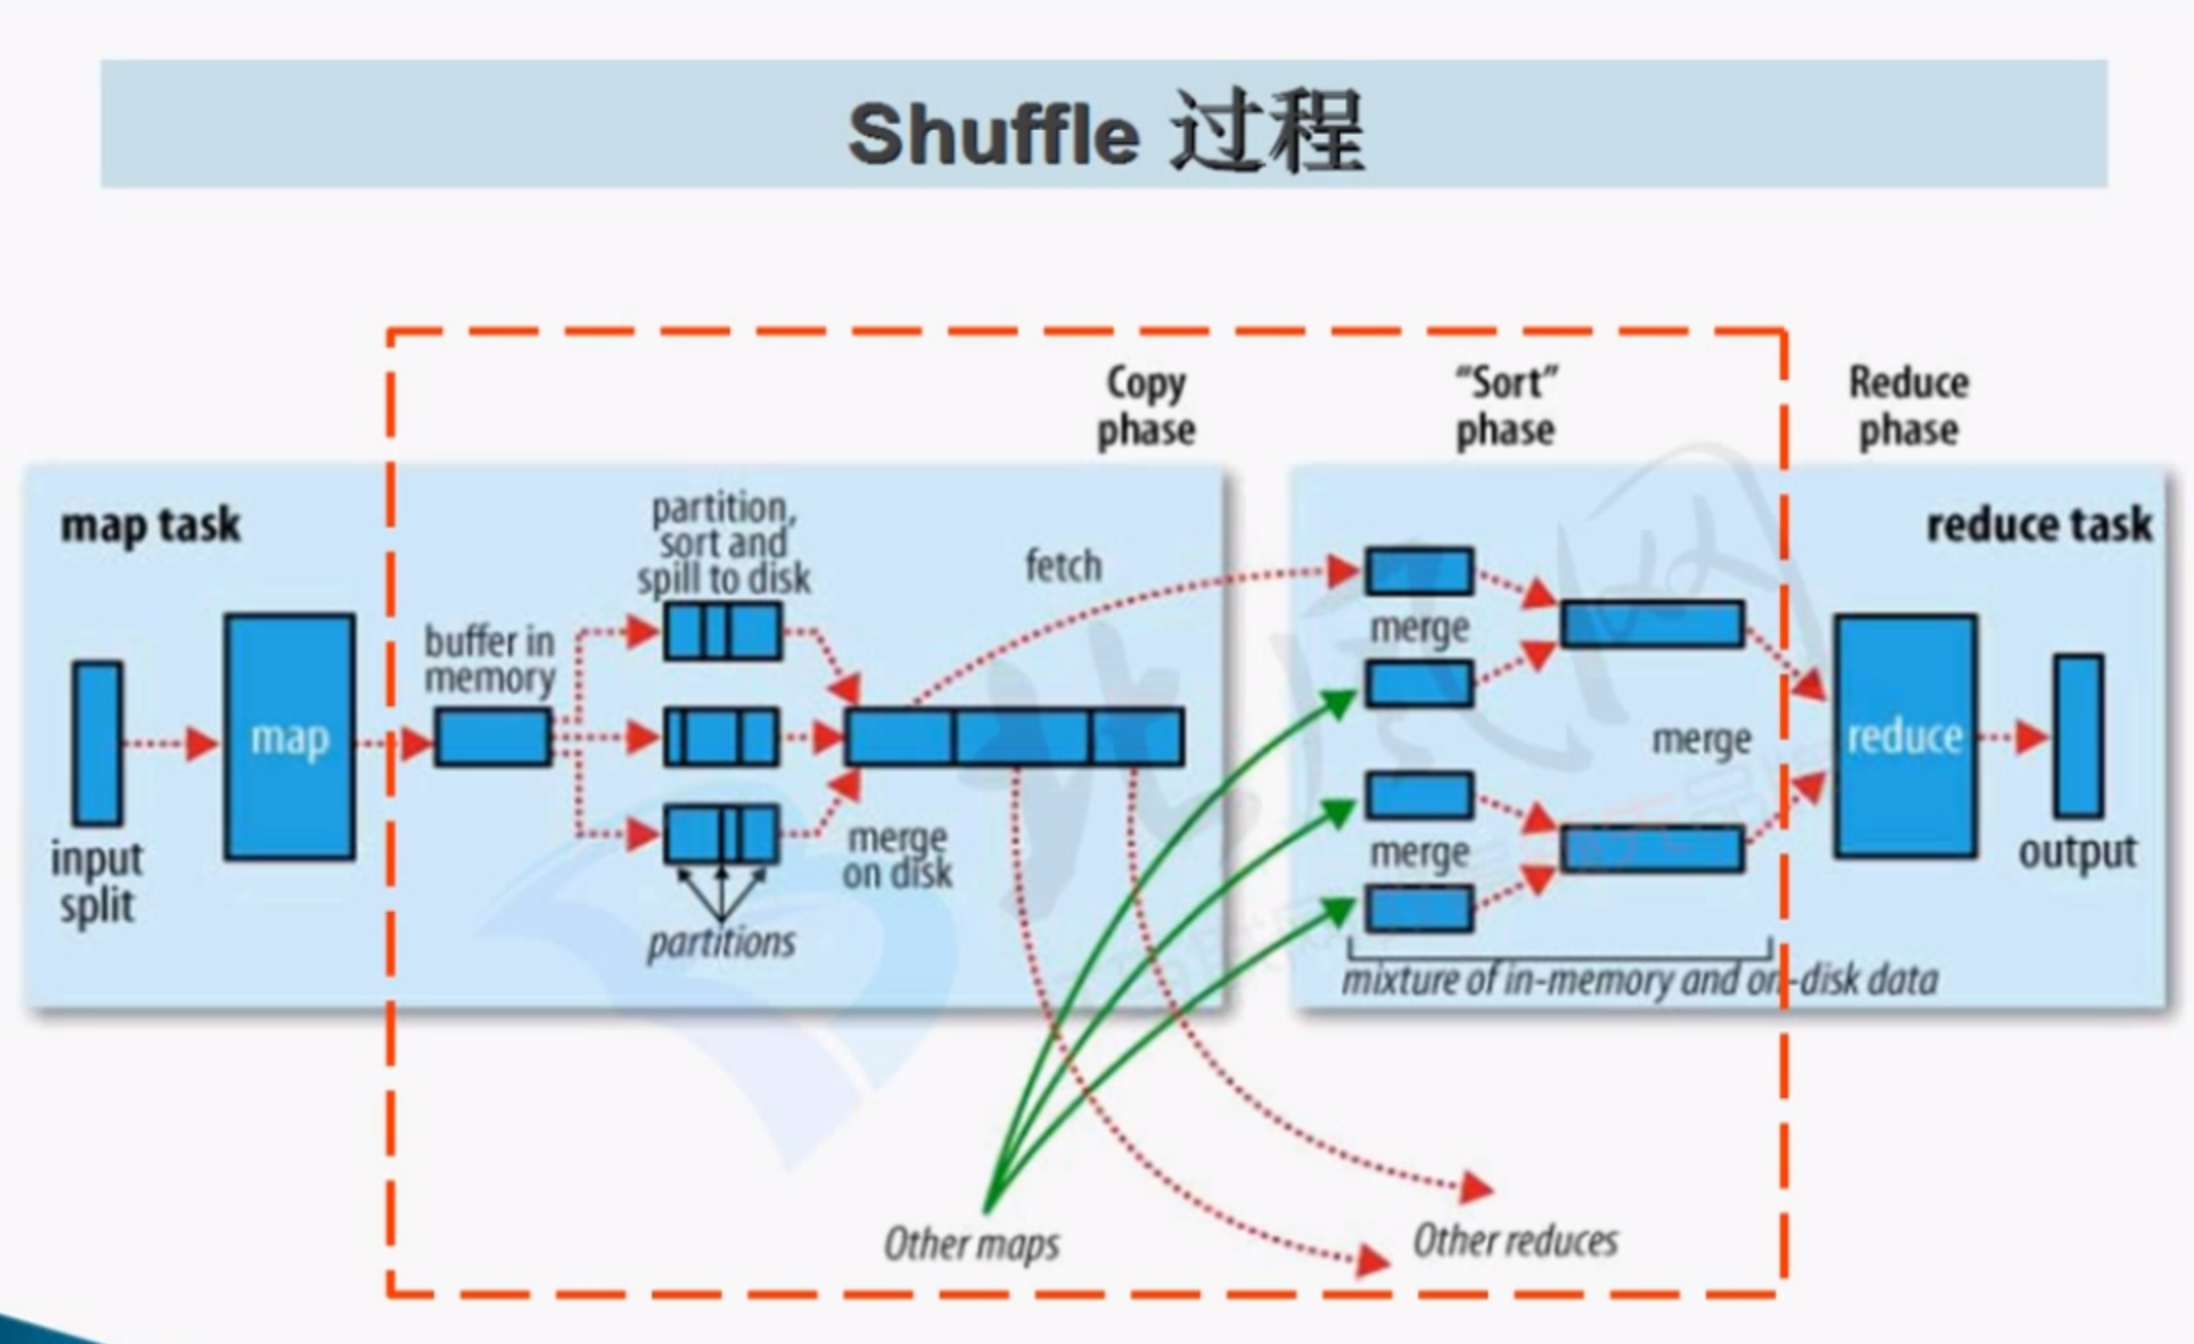 Shuffle 过程
Copy
phase
"Sort"
phase
Reduce
phase
map task
partition,
sort and
spill to disk
fetch
reduce task
buffer in
memory
merge
map
merge
reduce
input
split
merge
on disk
merge
output
partitions
mixture of in-memory and on-disk data
Other maps
Other reduces